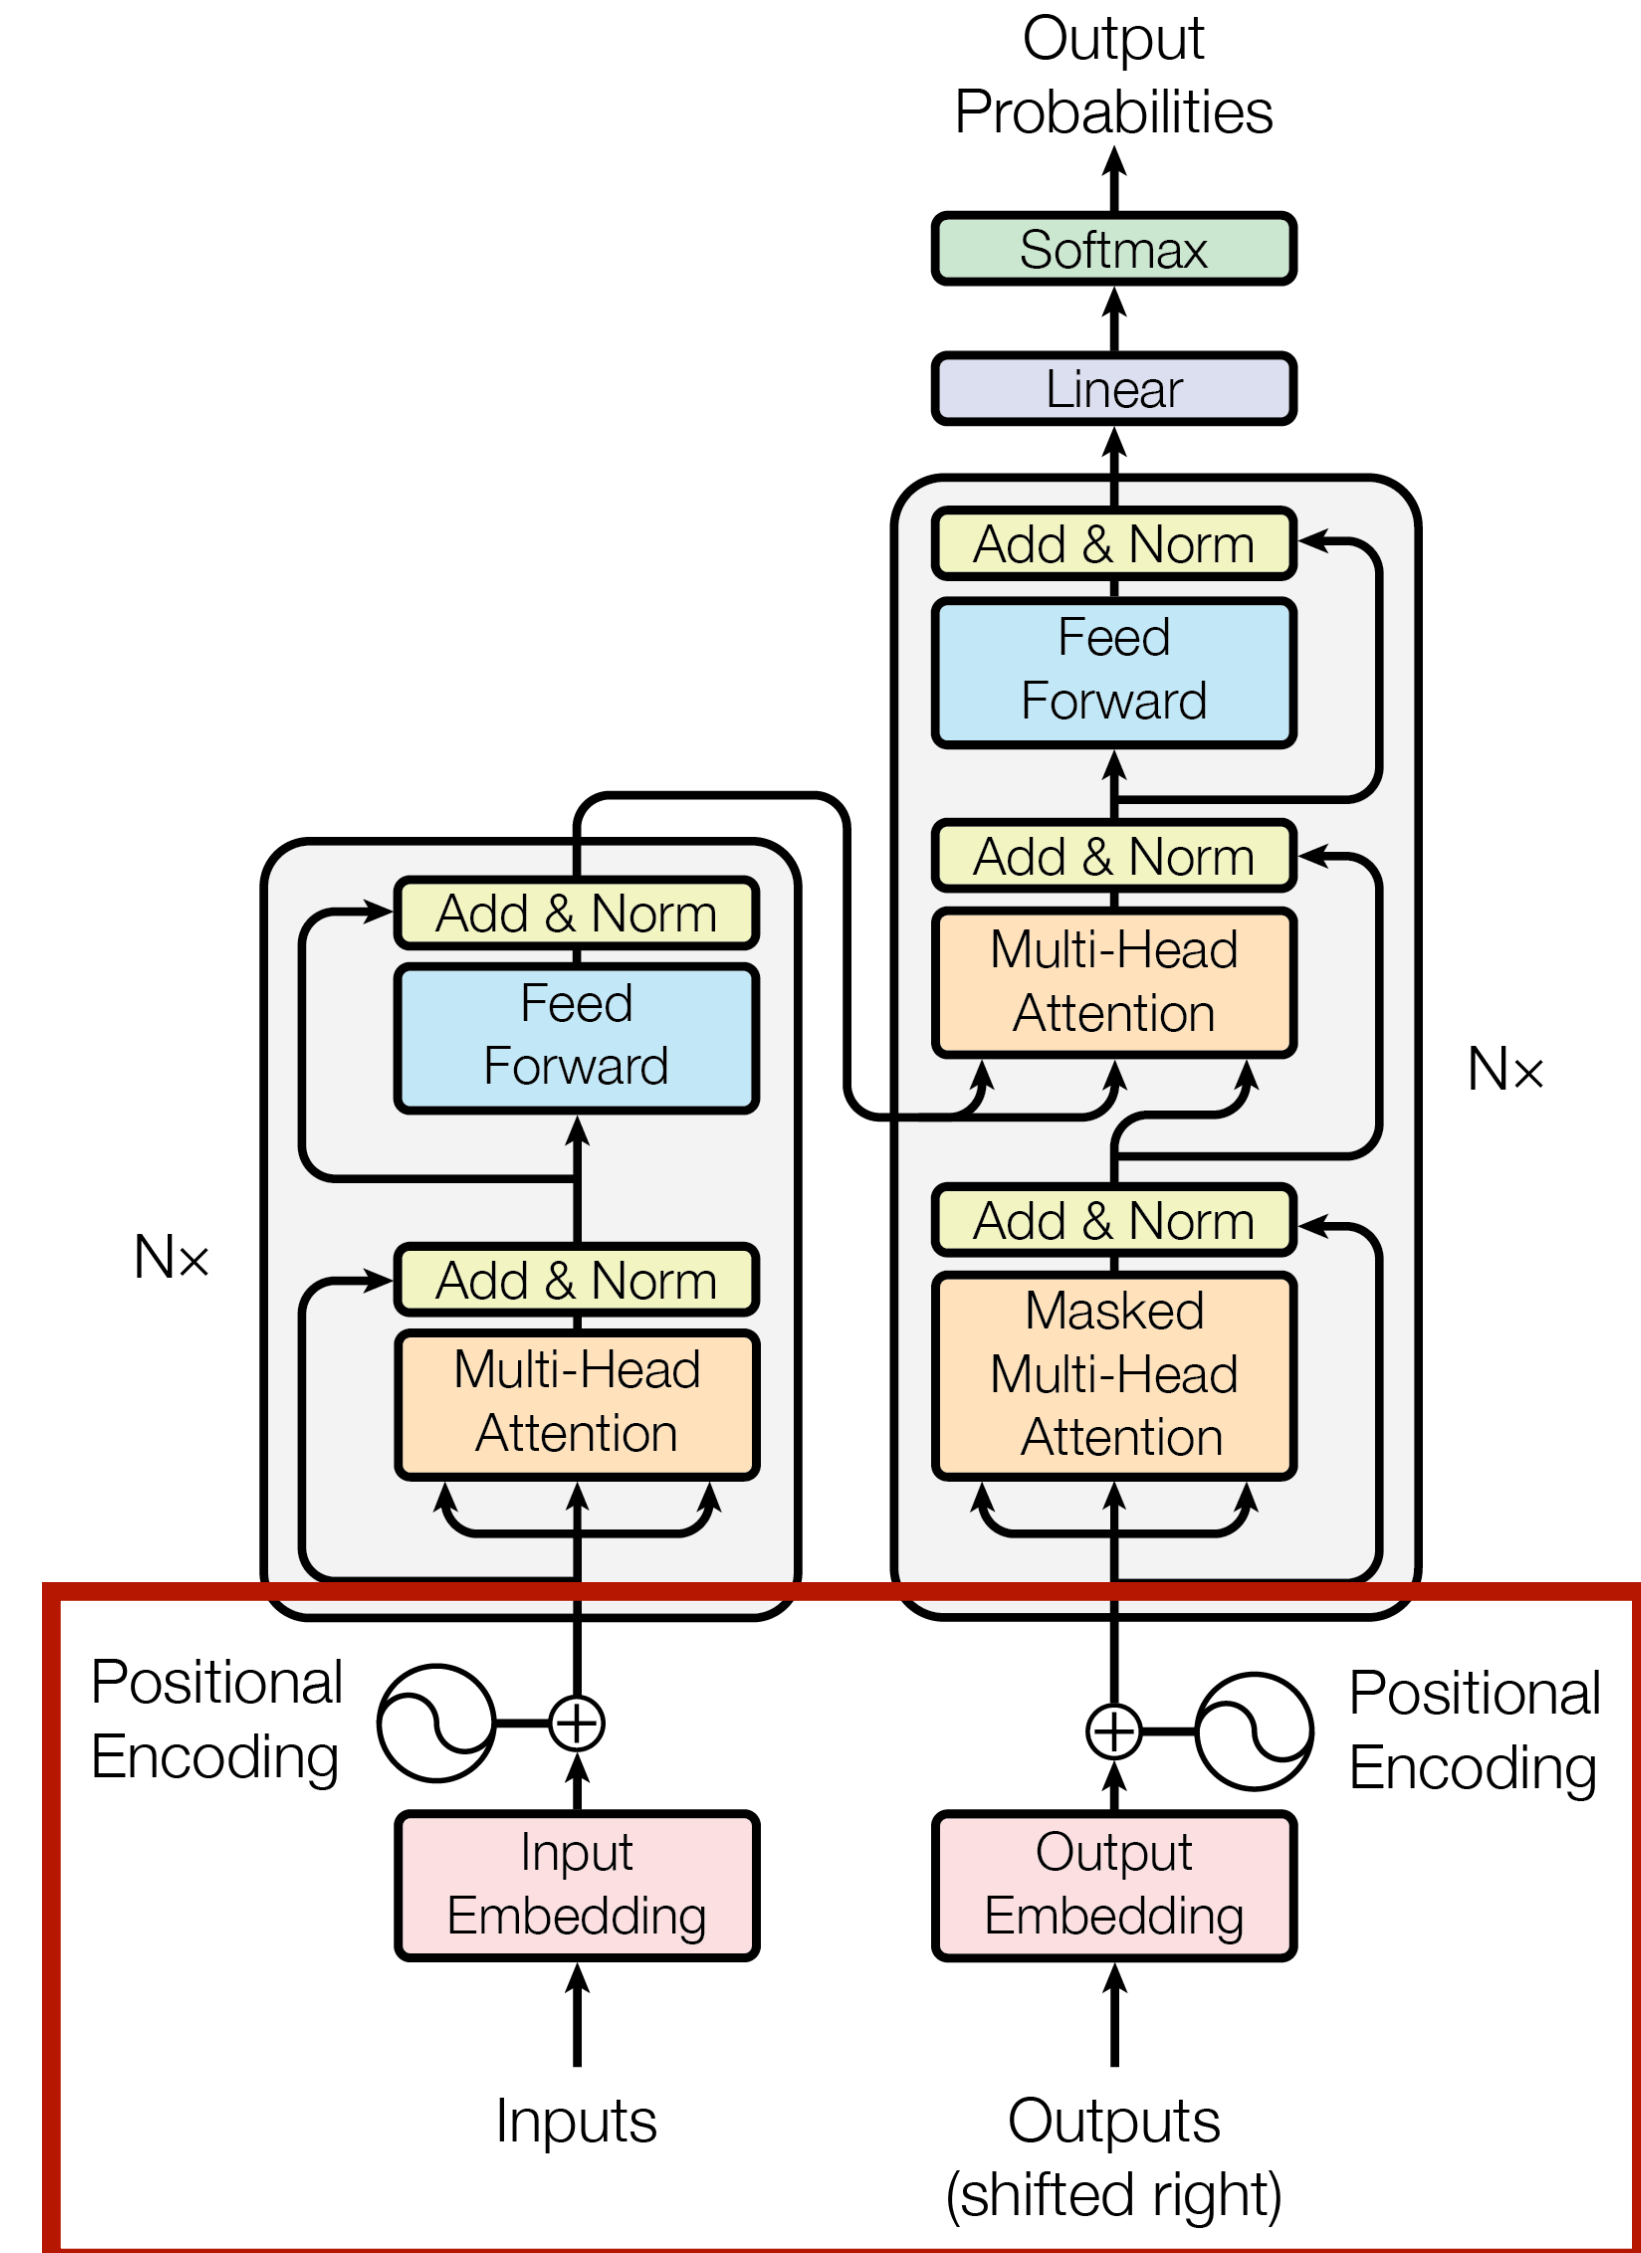 Output
Probabilities
Softmax
Linear
Add & Norm
Feed
Forward
Add & Norm
Multi-Head
Attention
Add & Norm
Masked
Multi-Head
Attention
N×
Add & Norm
Feed
Forward
Add & Norm
Multi-Head
Attention
N×
Positional
Encoding
Positional
Encoding
Input
Embedding
Output
Embedding
Inputs
Outputs
(shifted right)